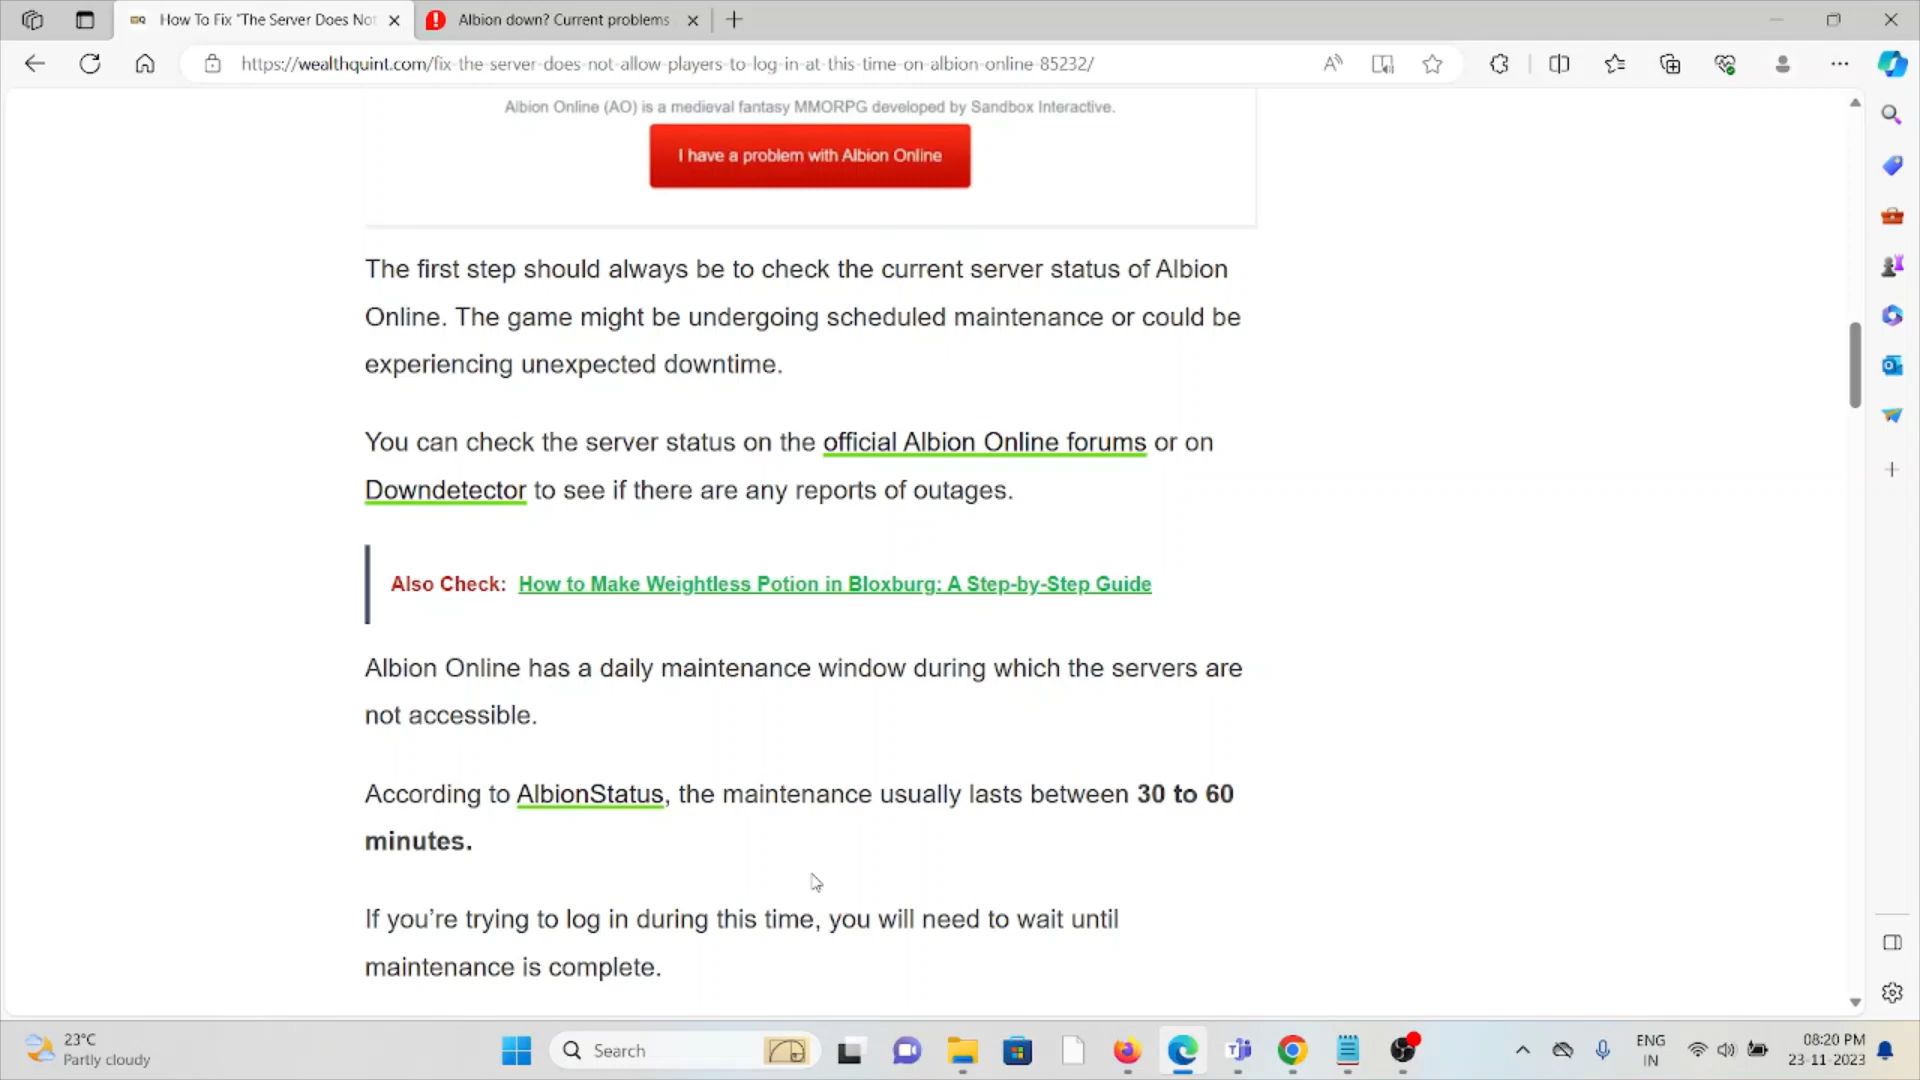 How To Fix "The Server Does Not
Albion down? Current problems
https://wealthquint.com/fix-the-server-does-not-allow-players-to-log-in-at-this-time-on-albion-online-85232/
Albion Online (AO) is a medieval fantasy MMORPG developed by Sandbox Interactive.
I have a problem with Albion Online
The first step should always be to check the current server status of Albion
Online. The game might be undergoing scheduled maintenance or could be
experiencing unexpected downtime.
You can check the server status on the official Albion Online forums or on
Downdetector to see if there are any reports of outages.
Also Check: How to Make Weightless Potion in Bloxburg: A Step-by-Step Guide
Albion Online has a daily maintenance window during which the servers are
not accessible.
According to AlbionStatus, the maintenance usually lasts between 30 to 60
minutes.
If you’re trying to log in during this time, you will need to wait until
maintenance is complete.
23°C
Partly cloudy
Search
ENG
IN
08:20 PM
23-11-2023